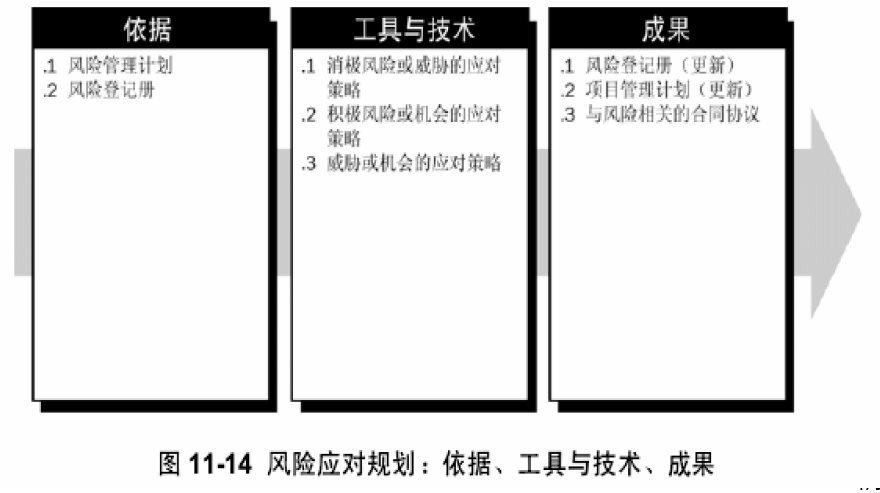 依据
.1 风险管理计划
.2 风险登记册
工具与技术
.1 消极风险或威胁的应对
策略
.2 积极风险或机会的应对
策略
.3 威胁或机会的应对策略
成果
.1 风险登记册（更新）
.2 项目管理计划（更新）
.3 与风险相关的合同协议
图 11-14 风险应对规划：依据、工具与技术、成果